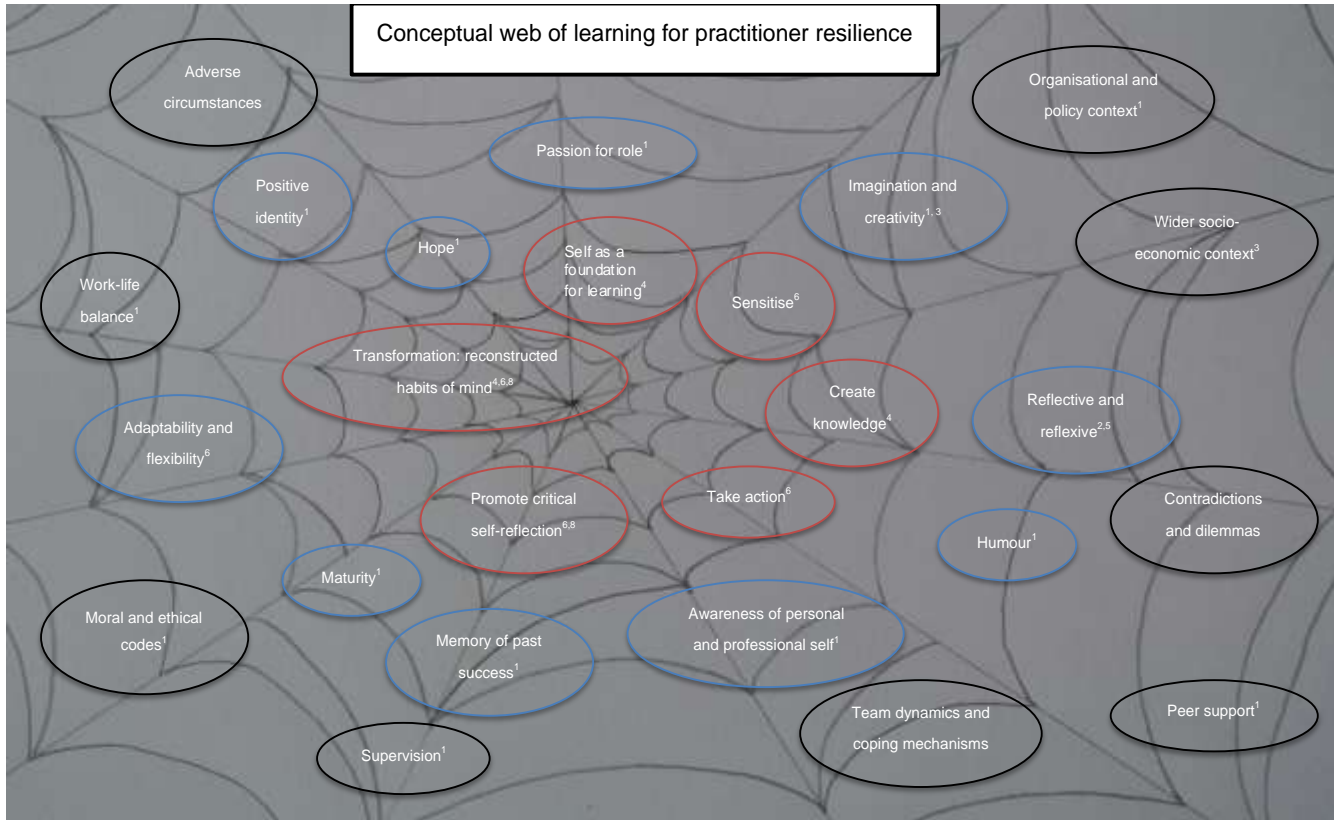 Conceptual web of learning for practitioner resilience
Adverse
circumstances
Organisational and
policy context¹
Passion for role¹
Positive
identity¹
Imagination and
creativity¹, ³
Wider socio-
economic context³
Hope¹
Self as a
foundation
for learning⁴
Sensitise⁶
Work-life
balance¹
Transformation: reconstructed
habits of mind⁴,⁶,⁸
Create
knowledge⁴
Reflective and
reflexive²,⁵
Adaptability and
flexibility⁶
Promote critical
self-reflection⁶,⁸
Take action⁶
Contradictions
and dilemmas
Humour¹
Maturity¹
Moral and ethical
codes¹
Memory of past
success¹
Awareness of personal
and professional self¹
Team dynamics and
coping mechanisms
Peer support¹
Supervision¹